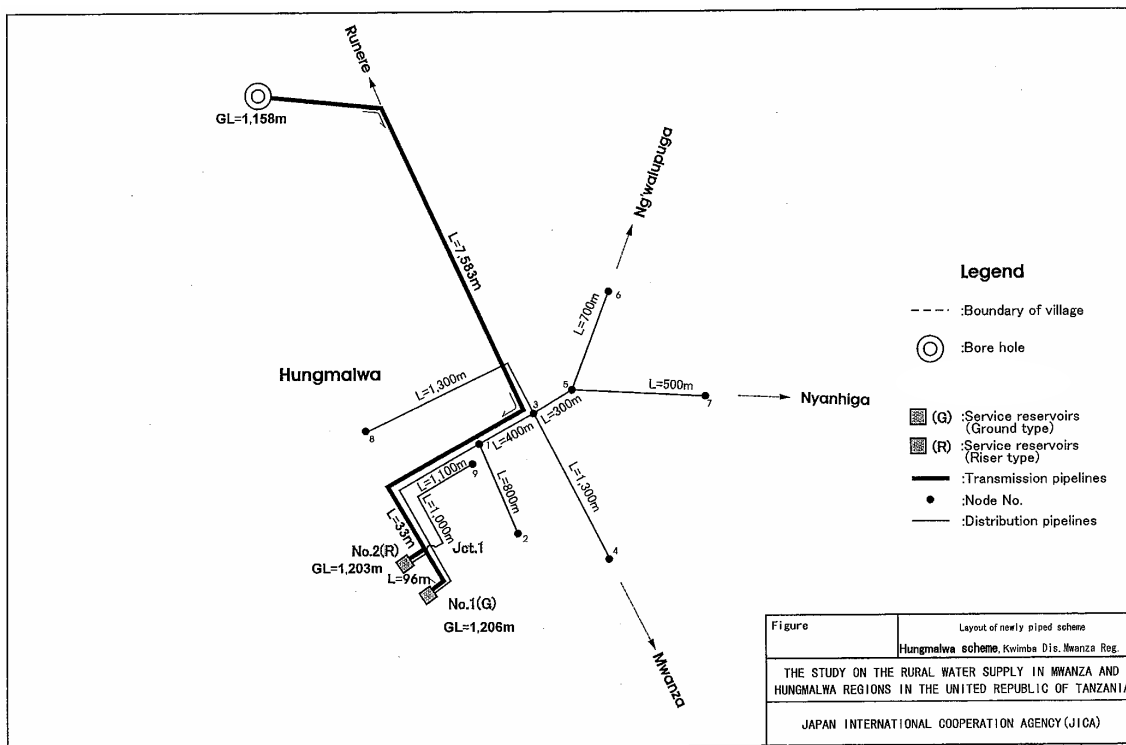 Runere
GL=1,158m
Ng'walupuga
L=7,583m
6
L=700m
Hungmalwa
L=1,300m
5
L=500m
7
Nyanhiga
3
L=300m
8
1
L=400m
9
L=1,100m
L=800m
L=1,300m
L=1,000m
L=33m
2
No.2(R)
Jct.1
GL=1,203m
L=96m
4
No.1(G)
GL=1,206m
Mwanza
Legend
:Boundary of village
:Bore hole
(G) :Service reservoirs
(Ground type)
(R) :Service reservoirs
(Riser type)
:Transmission pipelines
:Node No.
:Distribution pipelines
Figure
Layout of newly piped scheme
Hungmalwa scheme, Kwimba Dis. Mwanza Reg.
THE STUDY ON THE RURAL WATER SUPPLY IN MWANZA AND
HUNGMALWA REGIONS IN THE UNITED REPUBLIC OF TANZANIA
JAPAN INTERNATIONAL COOPERATION AGENCY(JICA)